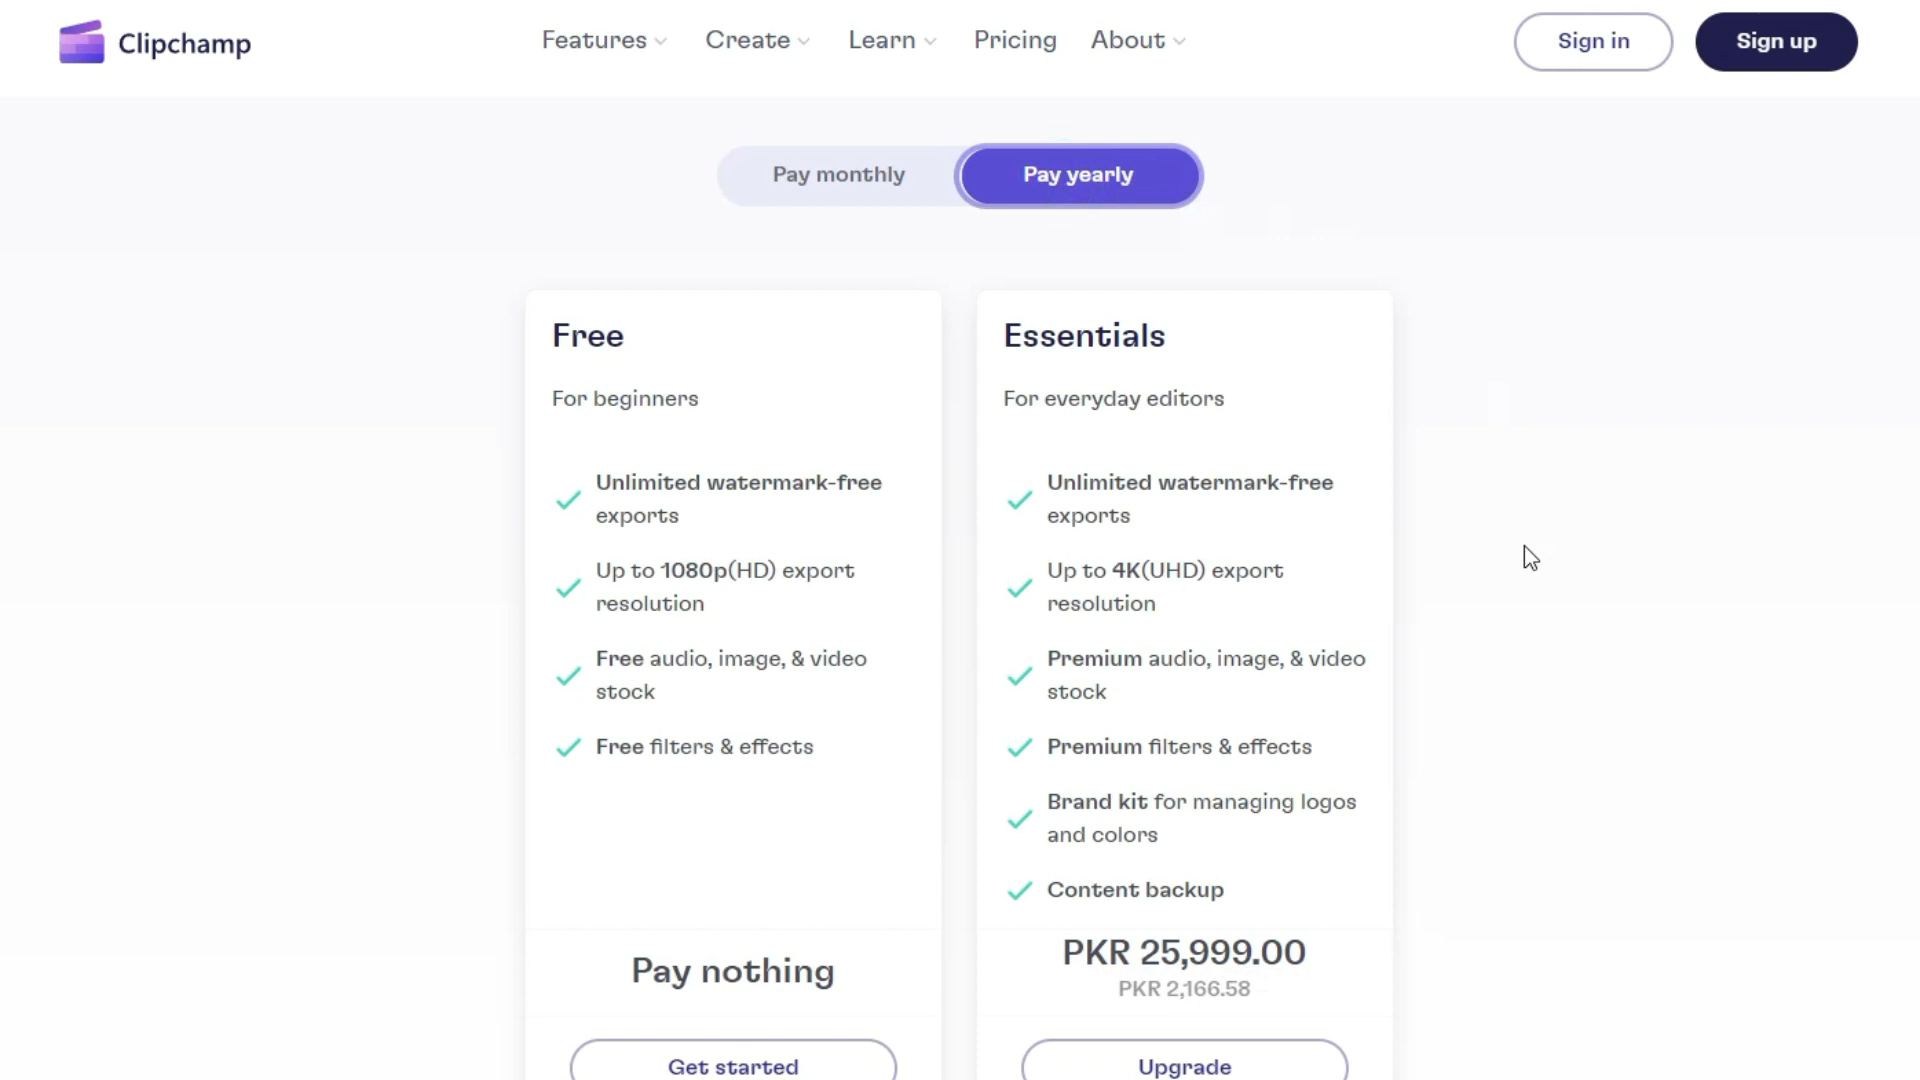 Clipchamp
Features
Create
Learn
Pricing
About
Sign in
Sign up
Pay monthly
Pay yearly
Free
For beginners
Unlimited watermark-free
exports
Up to 1080p(HD) export
resolution
Free audio, image, & video
stock
Free filters & effects
Pay nothing
Get started
Essentials
For everyday editors
Unlimited watermark-free
exports
Up to 4K(UHD) export
resolution
Premium audio, image, & video
stock
Premium filters & effects
Brand kit for managing logos
and colors
Content backup
PKR 25,999.00
PKR 2,166.58
Upgrade